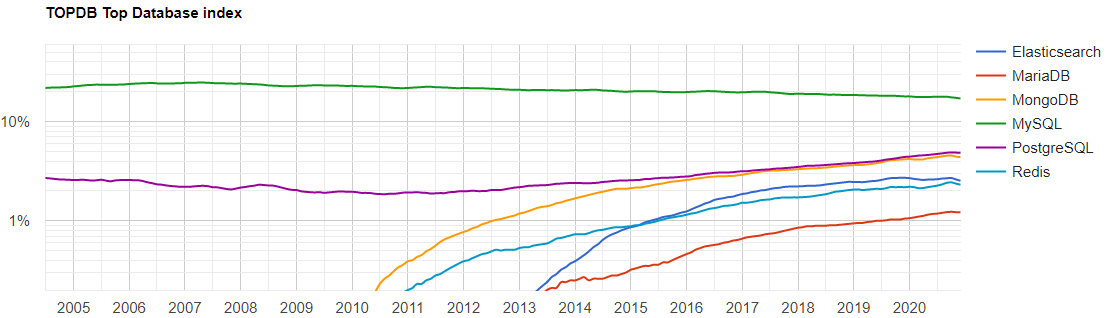 TOPDB Top Database index
10%
1%
2005 2006 2007 2008 2009 2010 2011 2012 2013 2014 2015 2016 2017 2018 2019 2020
Elasticsearch
MariaDB
MongoDB
MySQL
PostgreSQL
Redis